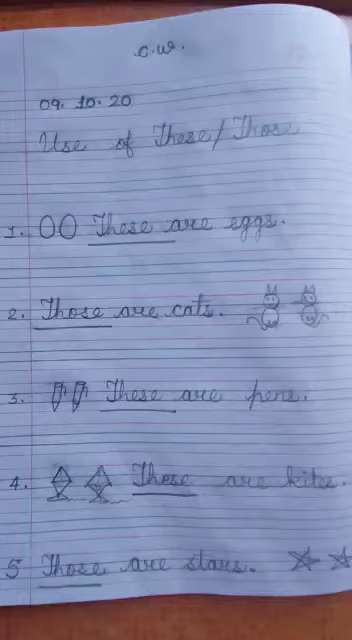 C.W.
09.10.20
Use of These/Those
1. These are eggs.
2. Those are cats.
3. These are pens.
4. These are kites.
5 Those are stars.